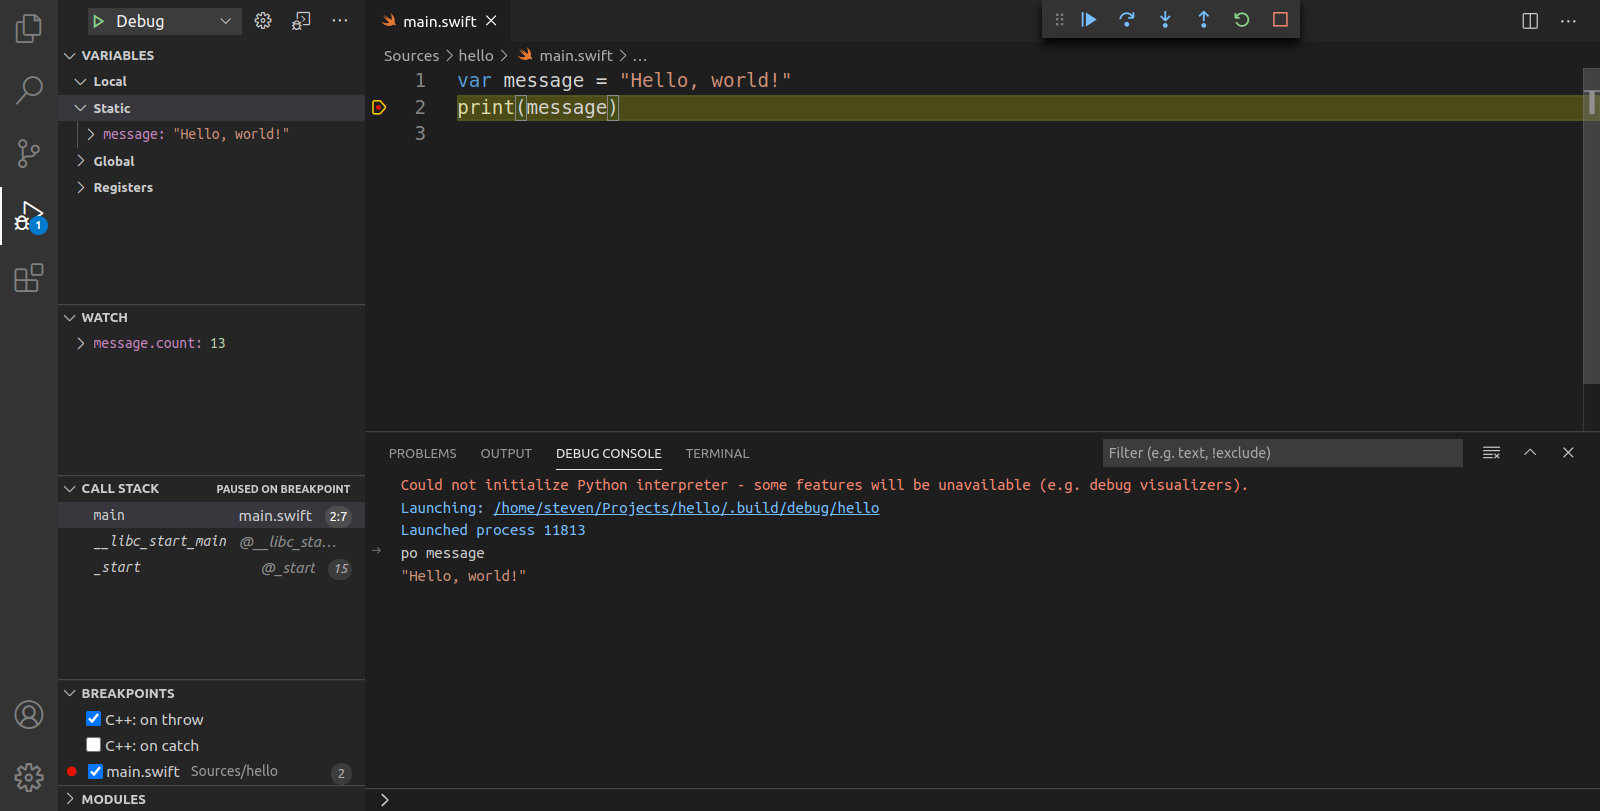 Debug
VARIABLES
Local
Static
message: "Hello, world!"
Global
Registers
WATCH
message.count: 13
CALL STACK PAUSED ON BREAKPOINT
main main.swift 2:7
__libc_start_main @__libc_sta…
_start @_start 15
BREAKPOINTS
C++: on throw
C++: on catch
main.swift Sources/hello 2
MODULES
1
main.swift
Sources > hello > main.swift > …
1 var message = "Hello, world!"
2 print(message)
3
PROBLEMS OUTPUT DEBUG CONSOLE TERMINAL Filter (e.g. text, !exclude)
Could not initialize Python interpreter - some features will be unavailable (e.g. debug visualizers).
Launching: /home/steven/Projects/hello/.build/debug/hello
Launched process 11813
→ po message
"Hello, world!"